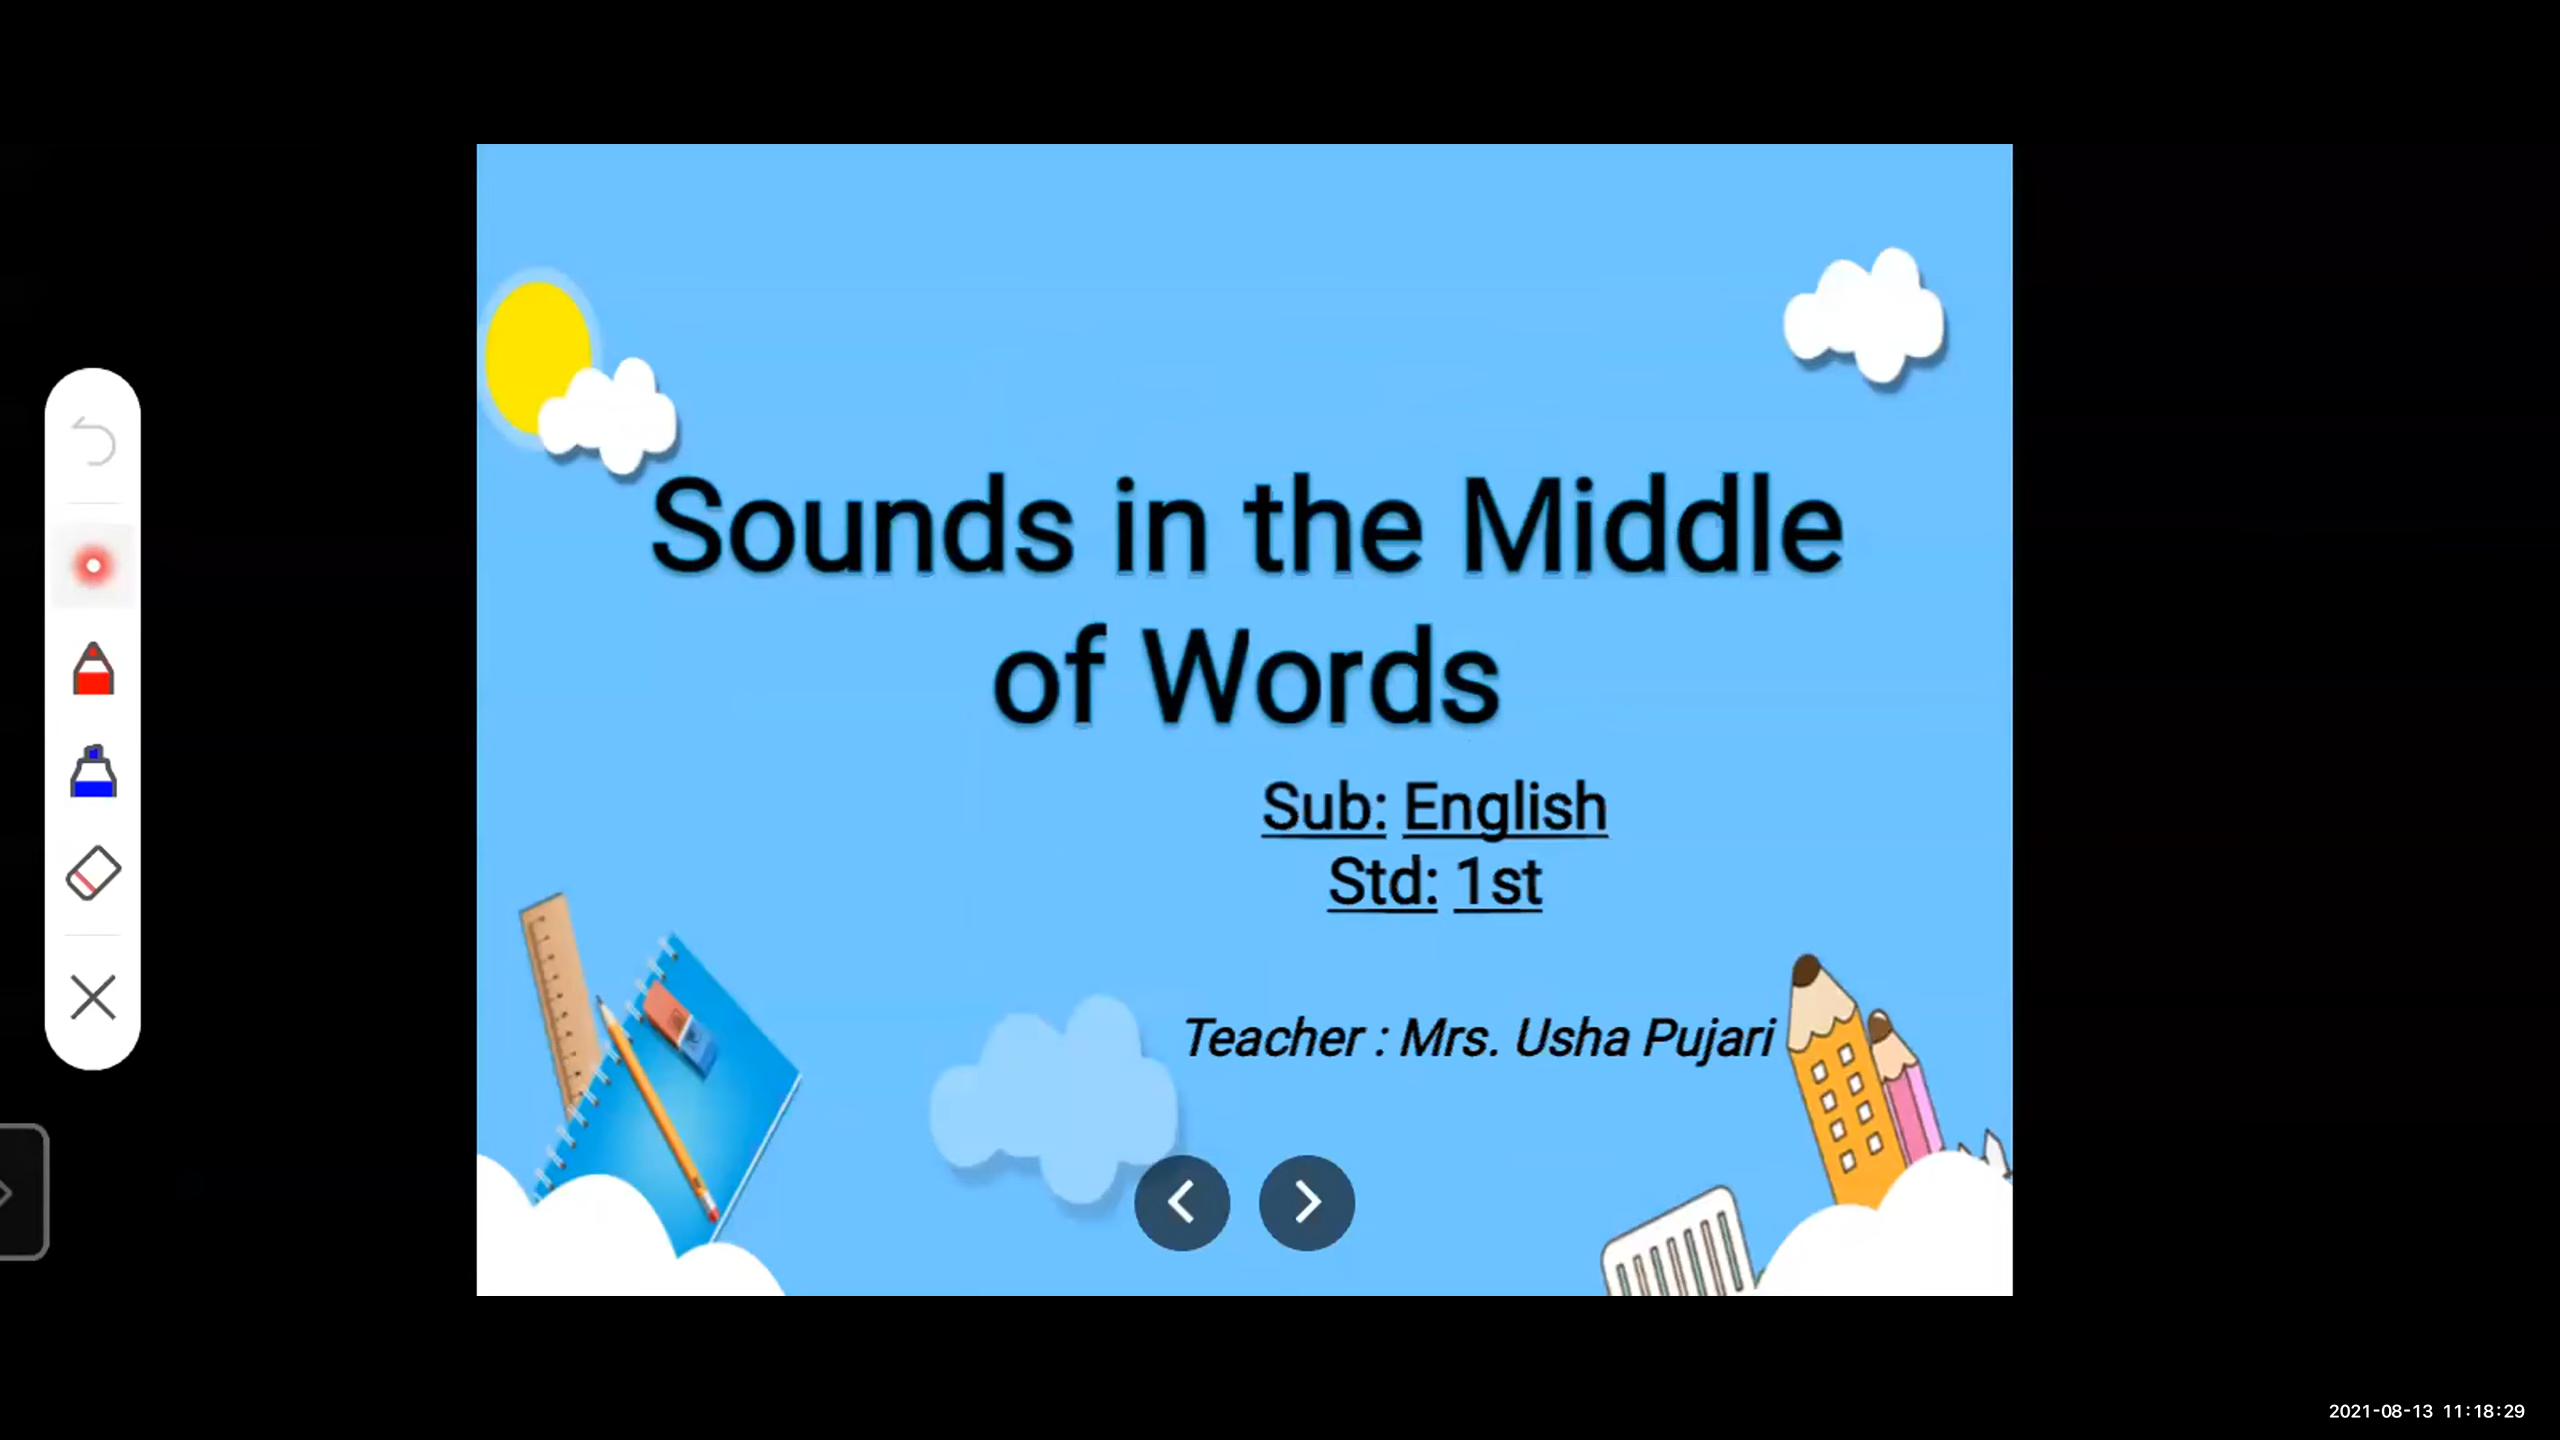 Sounds in the Middle
of Words
Sub: English
Std: 1st
Teacher : Mrs. Usha Pujari
2021-08-13 11:18:29